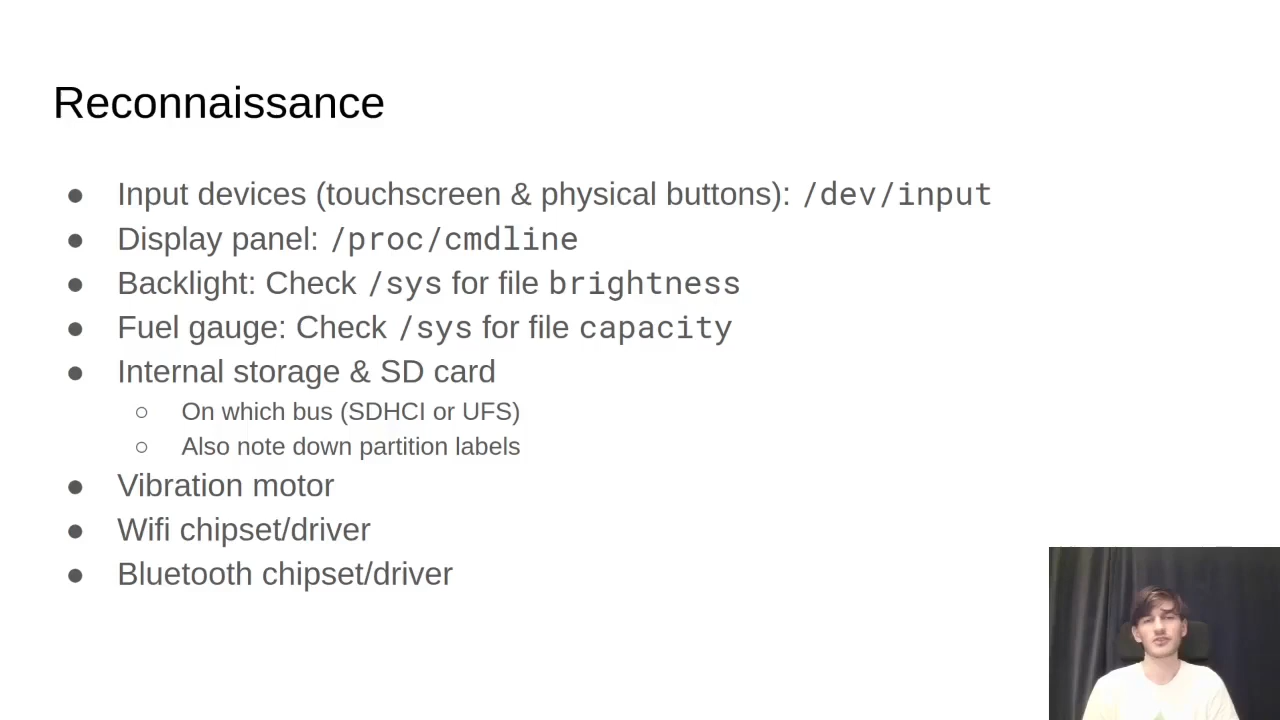 Reconnaissance
● Input devices (touchscreen & physical buttons): /dev/input
● Display panel: /proc/cmdline
● Backlight: Check /sys for file brightness
● Fuel gauge: Check /sys for file capacity
● Internal storage & SD card
○ On which bus (SDHCI or UFS)
○ Also note down partition labels
● Vibration motor
● Wifi chipset/driver
● Bluetooth chipset/driver